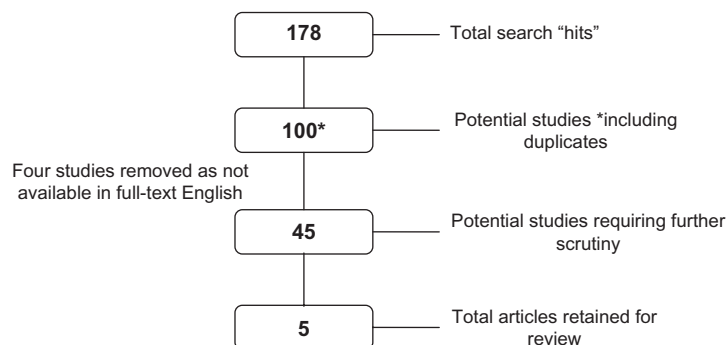 178
Total search “hits”
100*
Potential studies *including
duplicates
Four studies removed as not
available in full-text English
45
Potential studies requiring further
scrutiny
5
Total articles retained for
review